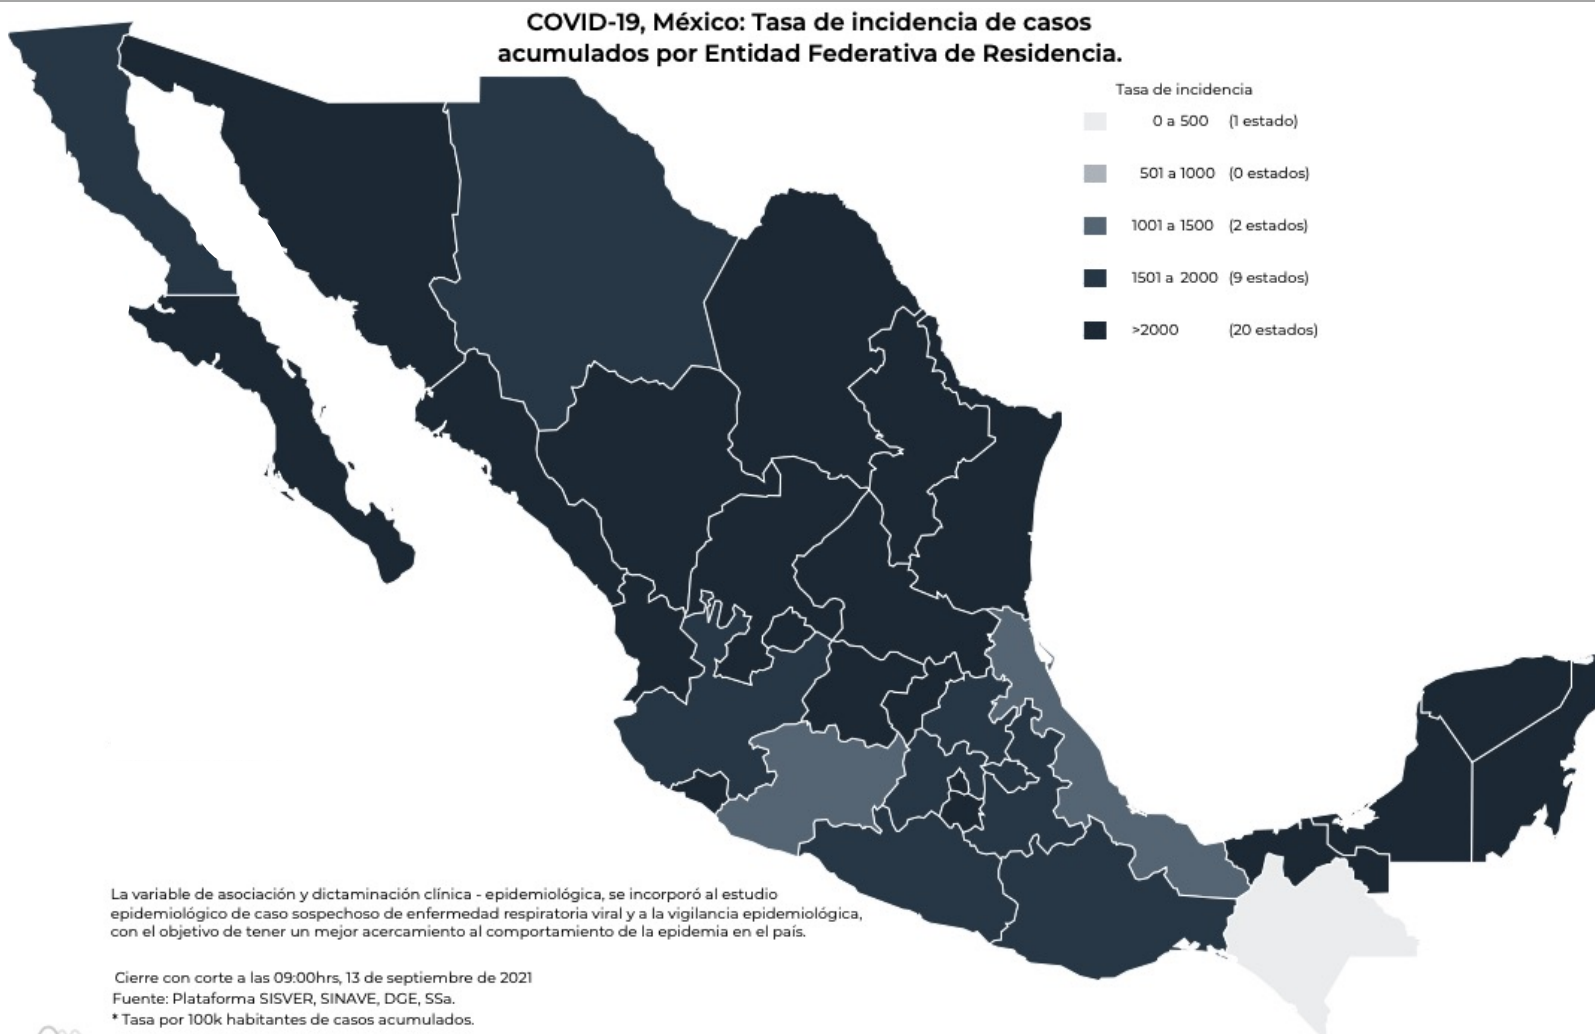 COVID-19, México: Tasa de incidencia de casos
acumulados por Entidad Federativa de Residencia.
Tasa de incidencia
0 a 500 (1 estado)
501 a 1000 (0 estados)
1001 a 1500 (2 estados)
1501 a 2000 (9 estados)
>2000 (20 estados)
La variable de asociación y dictaminación clínica - epidemiológica, se incorporó al estudio
epidemiológico de caso sospechoso de enfermedad respiratoria viral y a la vigilancia epidemiológica,
con el objetivo de tener un mejor acercamiento al comportamiento de la epidemia en el país.
Cierre con corte a las 09:00hrs, 13 de septiembre de 2021
Fuente: Plataforma SISVER, SINAVE, DGE, SSa.
* Tasa por 100k habitantes de casos acumulados.